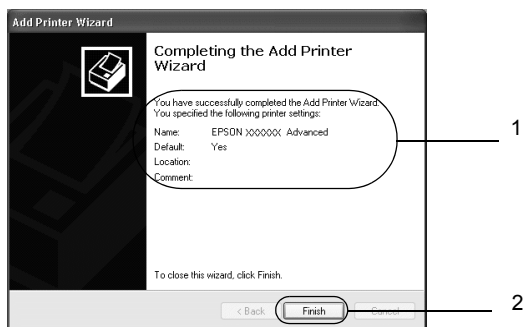 Add Printer Wizard
Completing the Add Printer
Wizard
You have successfully completed the Add Printer Wizard.
You specified the following printer settings:
Name: EPSON XXXXXX Advanced
Default: Yes
Location:
Comment:
To close this wizard, click Finish.
< Back Finish Cancel
1
2